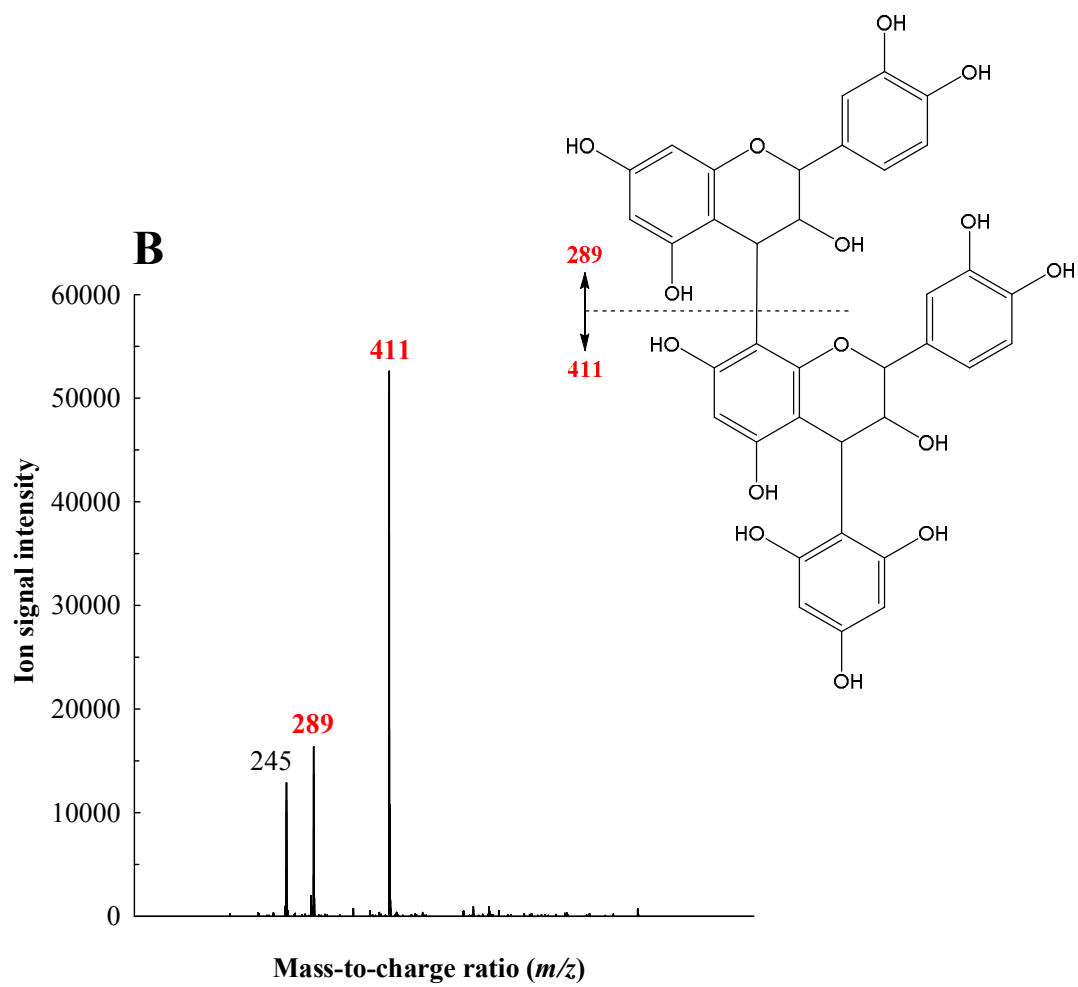 OH
OH
HO
O
OH
OH
B
289
411
OH
OH
HO
O
OH
OH
HO
OH
OH
60000
50000
40000
30000
20000
10000
0
Ion signal intensity
411
289
245
Mass-to-charge ratio (m/z)